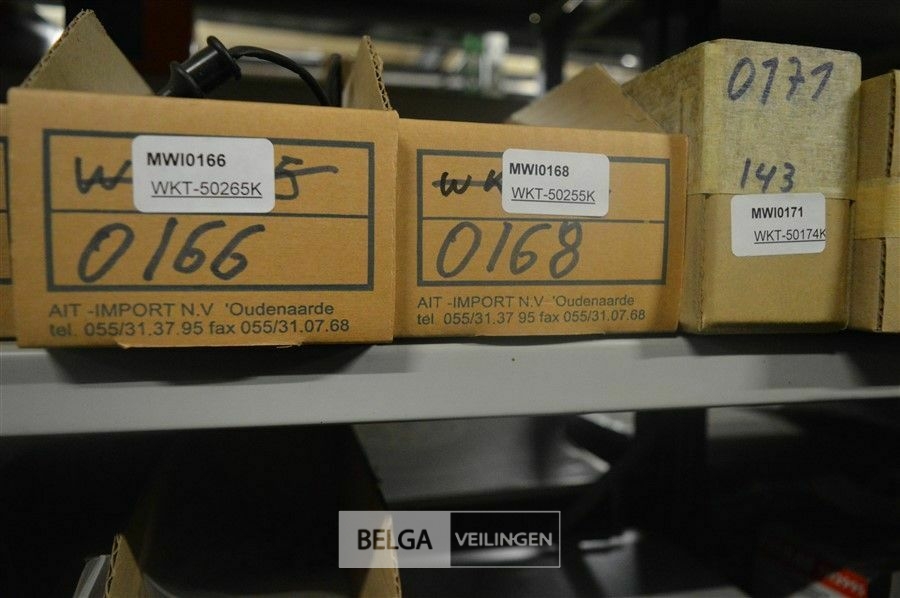 MWI0166
WKT-50265K
W 5
0166
AIT -IMPORT N.V 'Oudenaarde
tel. 055/31.37 95 fax 055/31.07.68
MWI0168
WKT-50255K
WK
0168
AIT -IMPORT N.V 'Oudenaarde
tel. 055/31.37 95 fax 055/31.07.68
0171
143
MWI0171
WKT-50174K
BELGA VEILINGEN